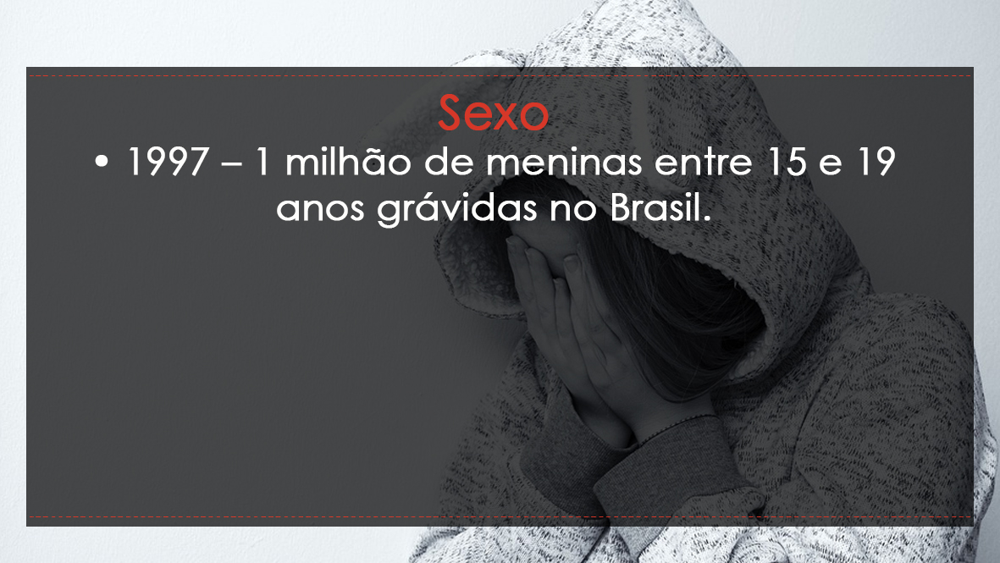 Sexo
• 1997 – 1 milhão de meninas entre 15 e 19
anos grávidas no Brasil.